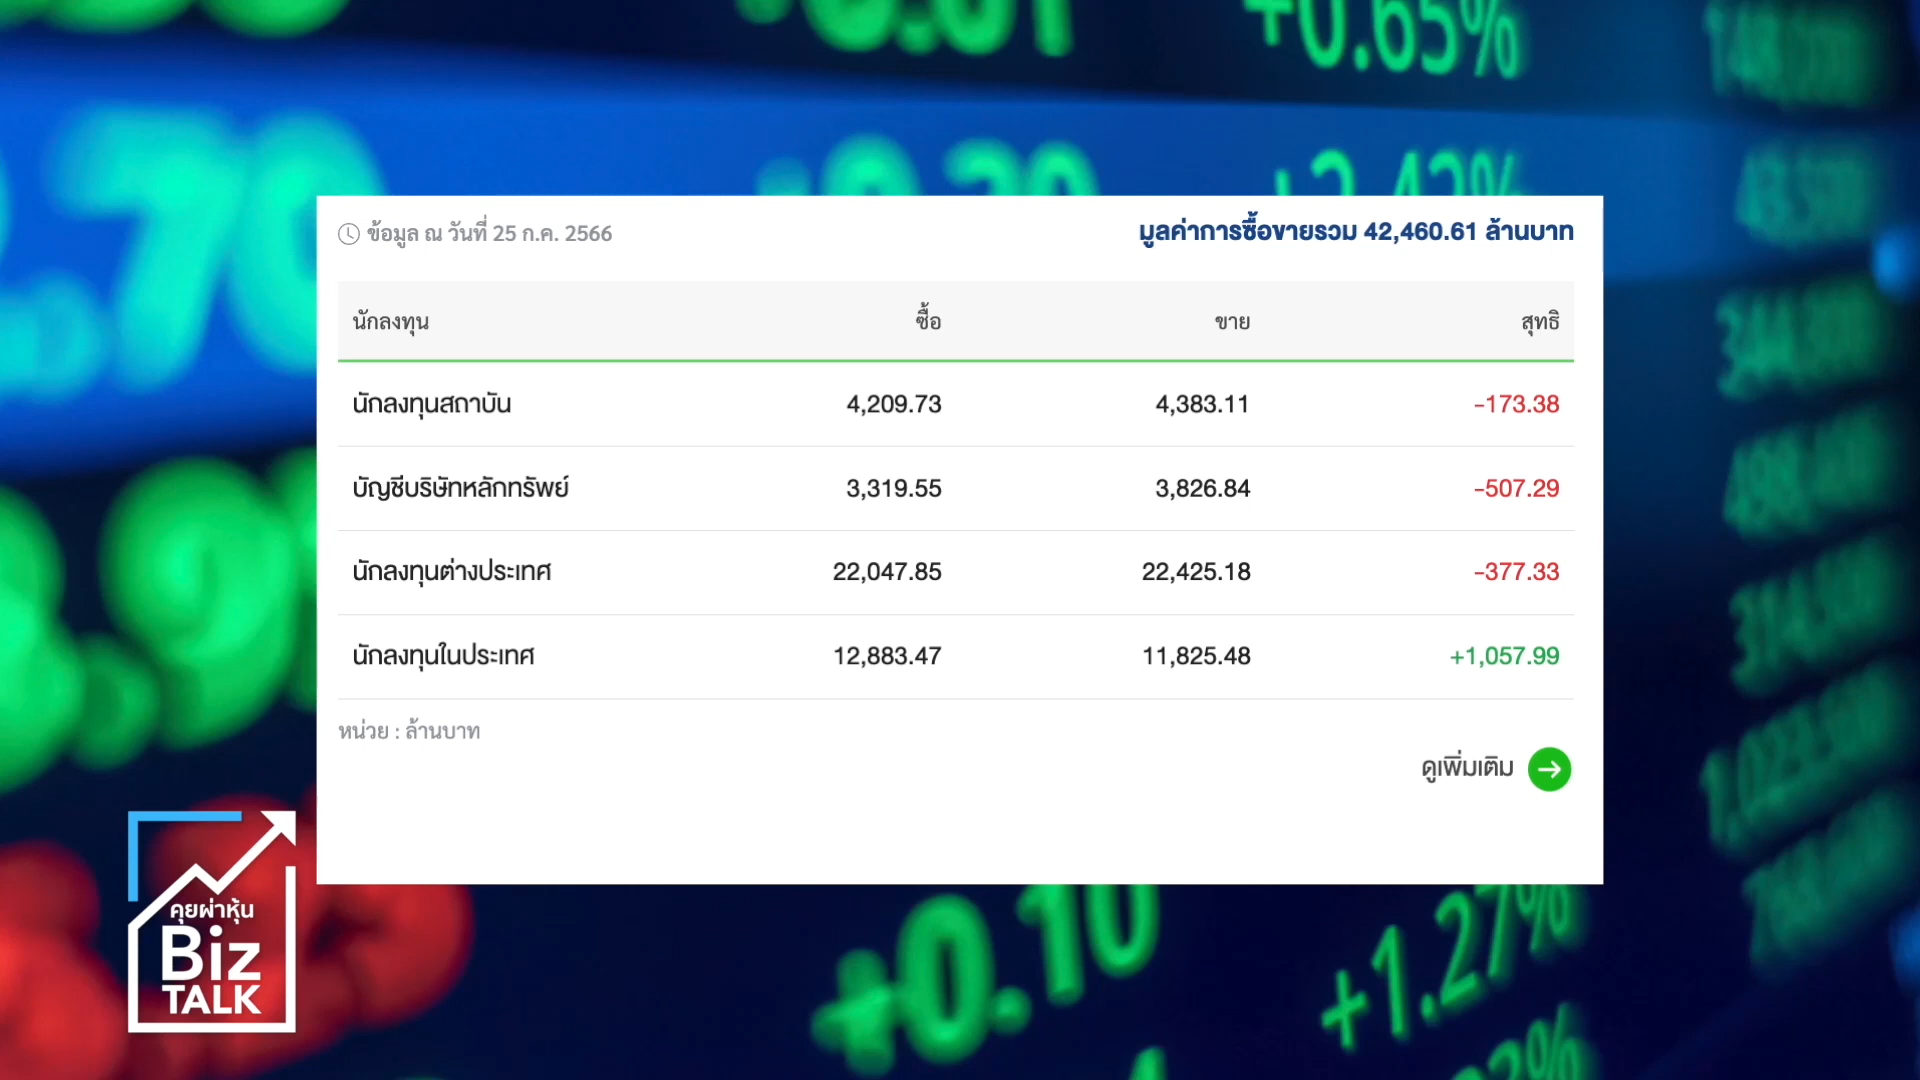 +0.65%
ข้อมูล ณ วันที่ 25 ก.ค. 2566
มูลค่าการซื้อขายรวม 42,460.61 ล้านบาท
นักลงทุน ซื้อ ขาย สุทธิ
นักลงทุนสถาบัน 4,209.73 4,383.11 -173.38
บัญชีบริษัทหลักทรัพย์ 3,319.55 3,826.84 -507.29
นักลงทุนต่างประเทศ 22,047.85 22,425.18 -377.33
นักลงทุนในประเทศ 12,883.47 11,825.48 +1,057.99
หน่วย : ล้านบาท
ดูเพิ่มเติม
คุยผ่าหุ้น
Biz
TALK
+0.10
+1.27%